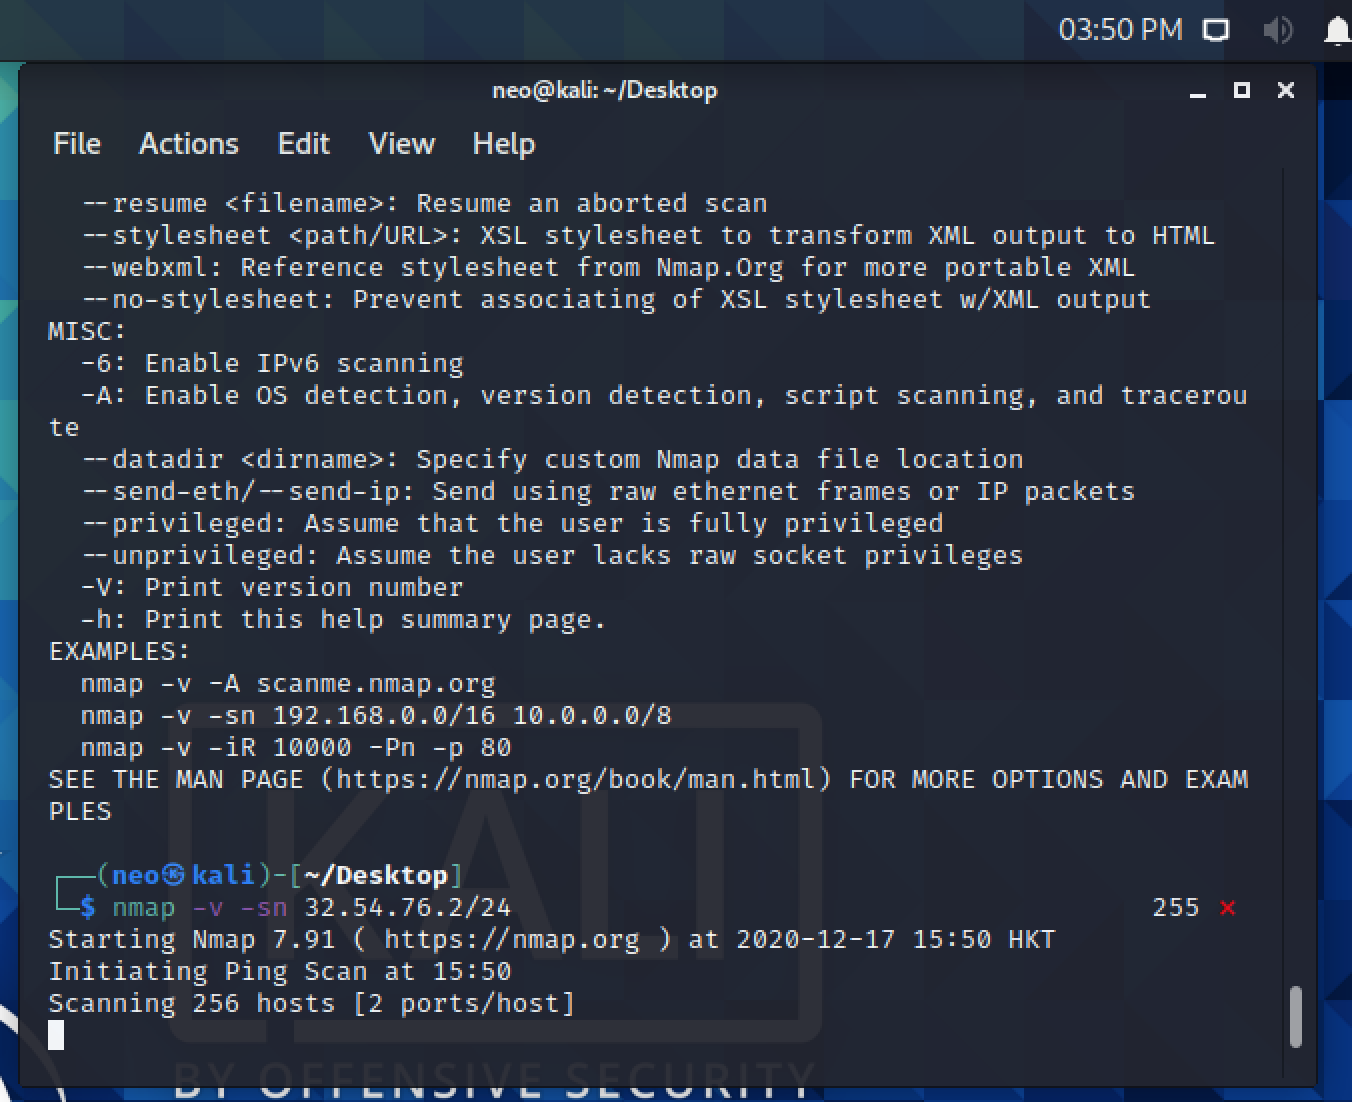 03:50 PM
neo@kali: ~/Desktop
File Actions Edit View Help
--resume <filename>: Resume an aborted scan
--stylesheet <path/URL>: XSL stylesheet to transform XML output to HTML
--webxml: Reference stylesheet from Nmap.Org for more portable XML
--no-stylesheet: Prevent associating of XSL stylesheet w/XML output
MISC:
-6: Enable IPv6 scanning
-A: Enable OS detection, version detection, script scanning, and tracerou
te
--datadir <dirname>: Specify custom Nmap data file location
--send-eth/--send-ip: Send using raw ethernet frames or IP packets
--privileged: Assume that the user is fully privileged
--unprivileged: Assume the user lacks raw socket privileges
-V: Print version number
-h: Print this help summary page.
EXAMPLES:
nmap -v -A scanme.nmap.org
nmap -v -sn 192.168.0.0/16 10.0.0.0/8
nmap -v -iR 10000 -Pn -p 80
SEE THE MAN PAGE (https://nmap.org/book/man.html) FOR MORE OPTIONS AND EXAM
PLES
┌──(neo㉿kali)-[~/Desktop]
└─$ nmap -v -sn 32.54.76.2/24 255 ⨯
Starting Nmap 7.91 ( https://nmap.org ) at 2020-12-17 15:50 HKT
Initiating Ping Scan at 15:50
Scanning 256 hosts [2 ports/host]
KALI
BY OFFENSIVE SECURITY